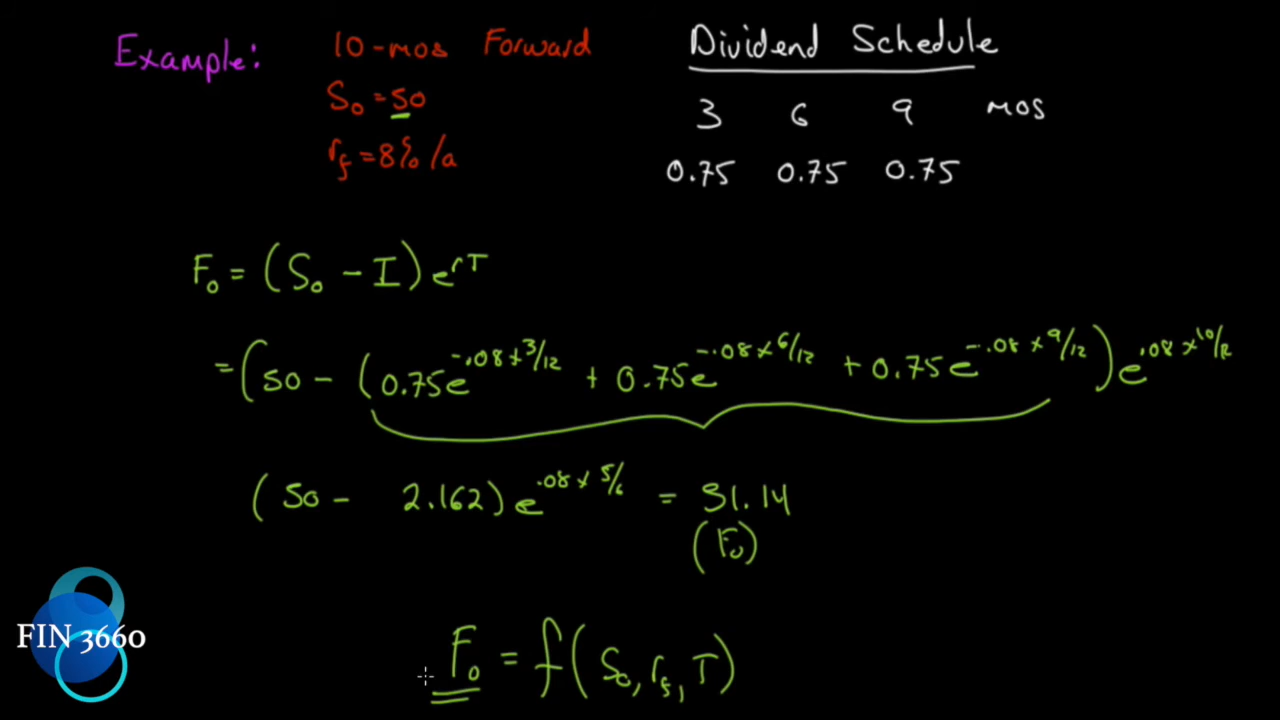 Example: 10-mos Forward
S₀ = 50
r_f = 8% /a
Dividend Schedule
3 6 9 mos
0.75 0.75 0.75
F₀ = (S₀ - I) e^{rT}
= (50 - (0.75e^{-.08 x 3/12} + 0.75e^{-.08 x 6/12} + 0.75e^{-.08 x 9/12}) e^{.08 x 10/12}
(50 - 2.162) e^{.08 x 5/6} = 51.14
(F₀)
FIN 3660
F₀ = f(S₀, r_f, T)